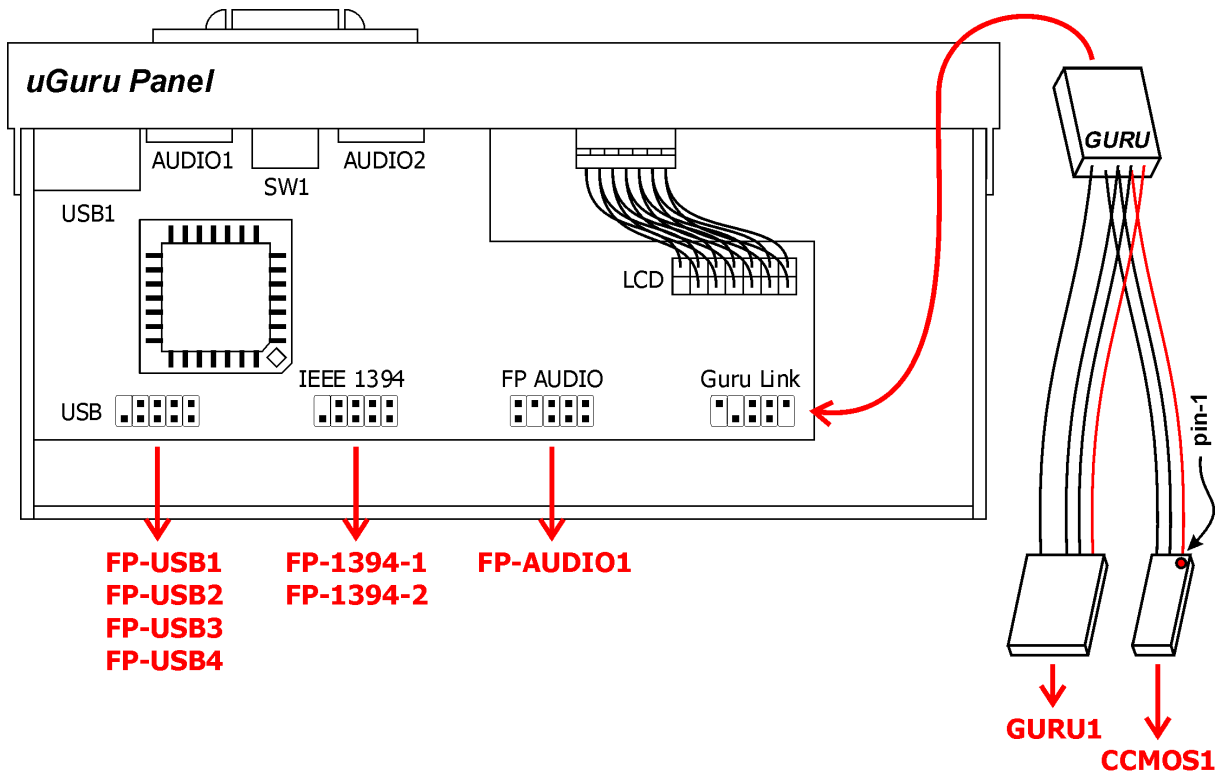 uGuru Panel
AUDIO1
SW1
AUDIO2
USB1
LCD
GURU
IEEE 1394
FP AUDIO
Guru Link
USB
pin-1
FP-USB1
FP-USB2
FP-USB3
FP-USB4
FP-1394-1
FP-1394-2
FP-AUDIO1
GURU1
CCMOS1